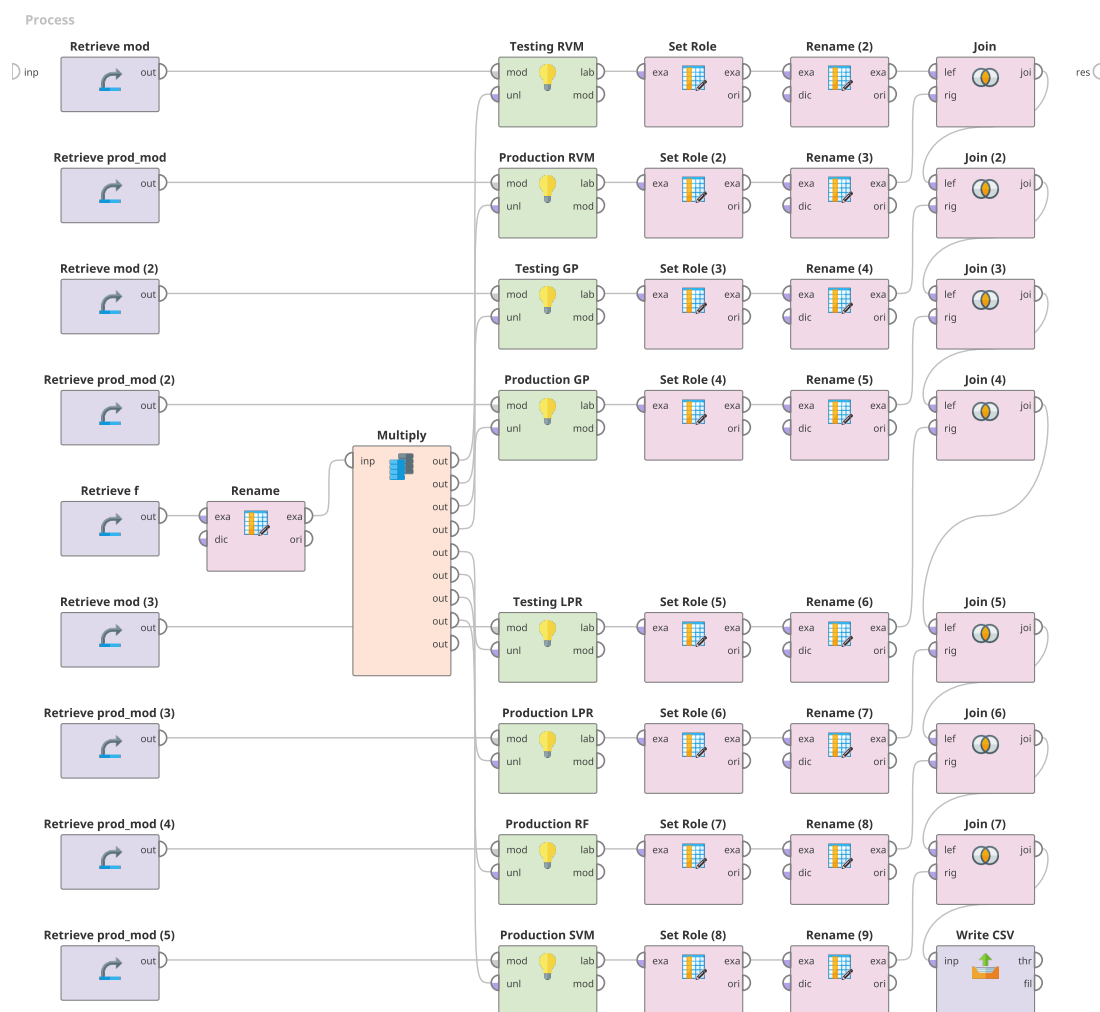 Process
Retrieve mod Testing RVM Set Role Rename (2) Join
inp out mod lab exa exa exa exa lef joi res
unl mod ori dic ori rig
Retrieve prod_mod Production RVM Set Role (2) Rename (3) Join (2)
out mod lab exa exa exa exa lef joi
unl mod ori dic ori rig
Retrieve mod (2) Testing GP Set Role (3) Rename (4) Join (3)
out mod lab exa exa exa exa lef joi
unl mod ori dic ori rig
Retrieve prod_mod (2) Production GP Set Role (4) Rename (5) Join (4)
out mod lab exa exa exa exa lef joi
unl mod ori dic ori rig
Multiply
inp out
out
Retrieve f Rename
out
out exa exa
out
dic ori
out
out
Retrieve mod (3) Testing LPR Set Role (5) Rename (6) Join (5)
out
out
out mod lab exa exa exa exa lef joi
out unl mod ori dic ori rig
Retrieve prod_mod (3) Production LPR Set Role (6) Rename (7) Join (6)
out mod lab exa exa exa exa lef joi
unl mod ori dic ori rig
Retrieve prod_mod (4) Production RF Set Role (7) Rename (8) Join (7)
out mod lab exa exa exa exa lef joi
unl mod ori dic ori rig
Retrieve prod_mod (5) Production SVM Set Role (8) Rename (9) Write CSV
out mod lab exa exa exa exa inp thr
unl mod ori dic ori fil